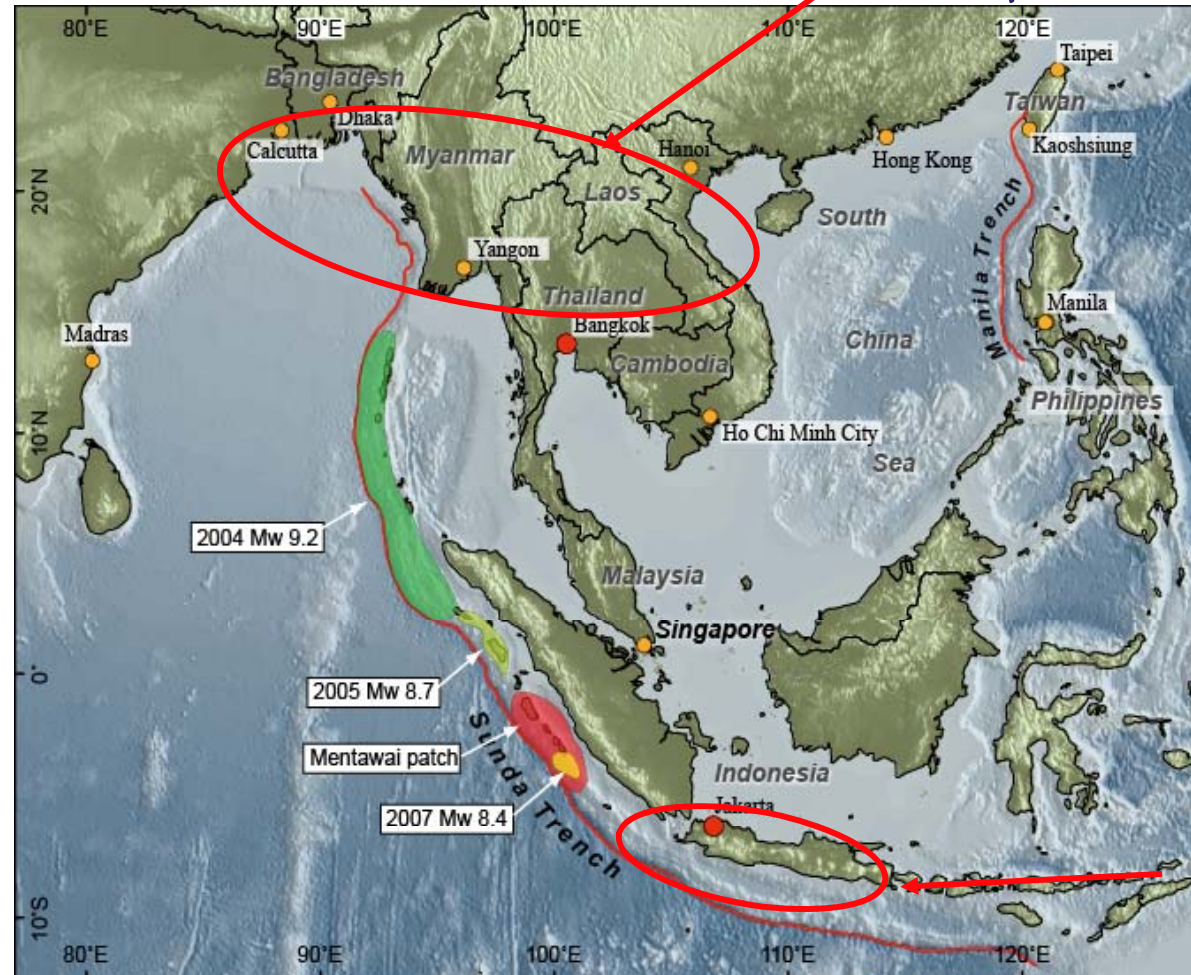 80°E
90°E
100°E
110°E
120°E
Taipei
Bangladesh
Dhaka
Taiwan
Calcutta
Myanmar
Hanoi
Hong Kong
Kaoshsiung
20°N
Laos
South
Manila Trench
Yangon
Thailand
Manila
Bangkok
China
Madras
Cambodia
Philippines
10°N
Ho Chi Minh City
Sea
2004 Mw 9.2
Malaysia
Singapore
0°
2005 Mw 8.7
Sunda Trench
Mentawai patch
Indonesia
Jakarta
2007 Mw 8.4
10°S
80°E
90°E
100°E
110°E
120°E